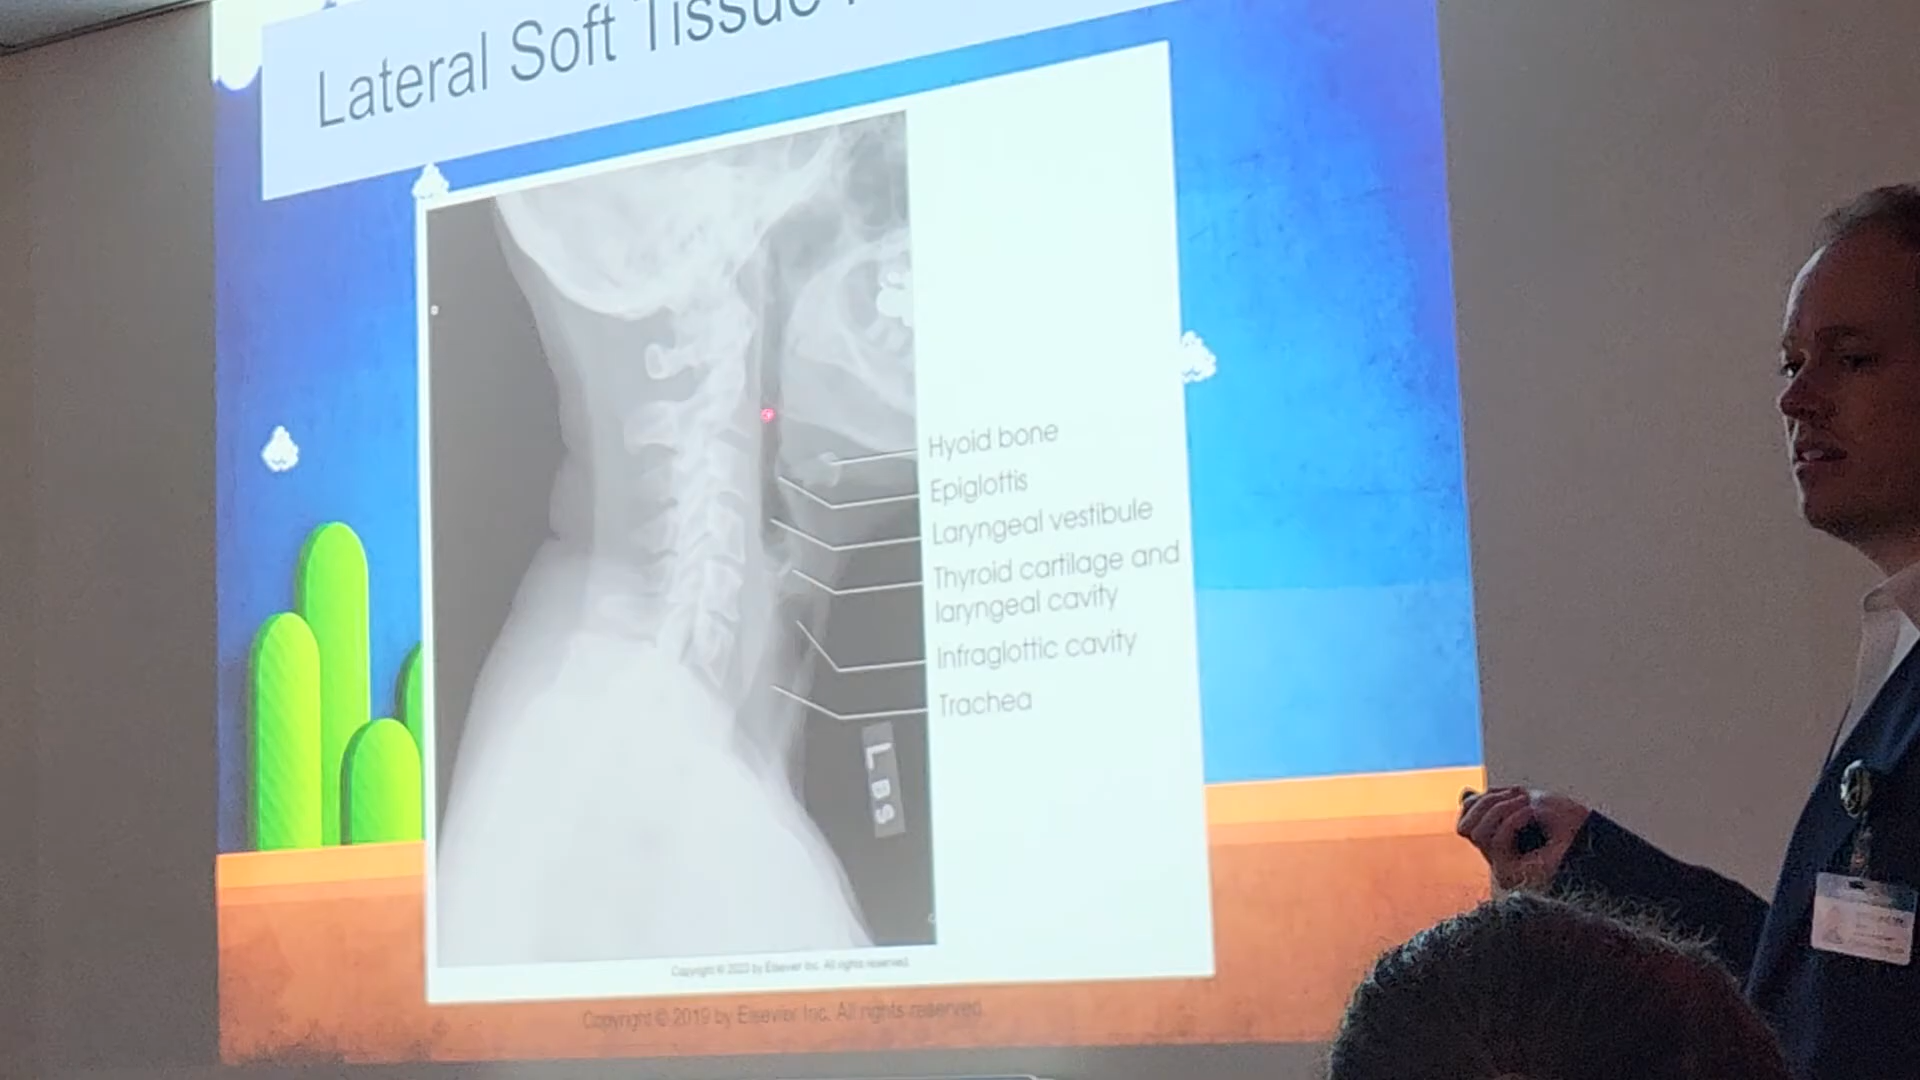 Lateral Soft Tissue
Hyoid bone
Epiglottis
Laryngeal vestibule
Thyroid cartilage and
laryngeal cavity
Infraglottic cavity
Trachea
L BS
Copyright © 2023 by Elsevier Inc. All rights reserved.
Copyright © 2019 by Elsevier Inc. All rights reserved.